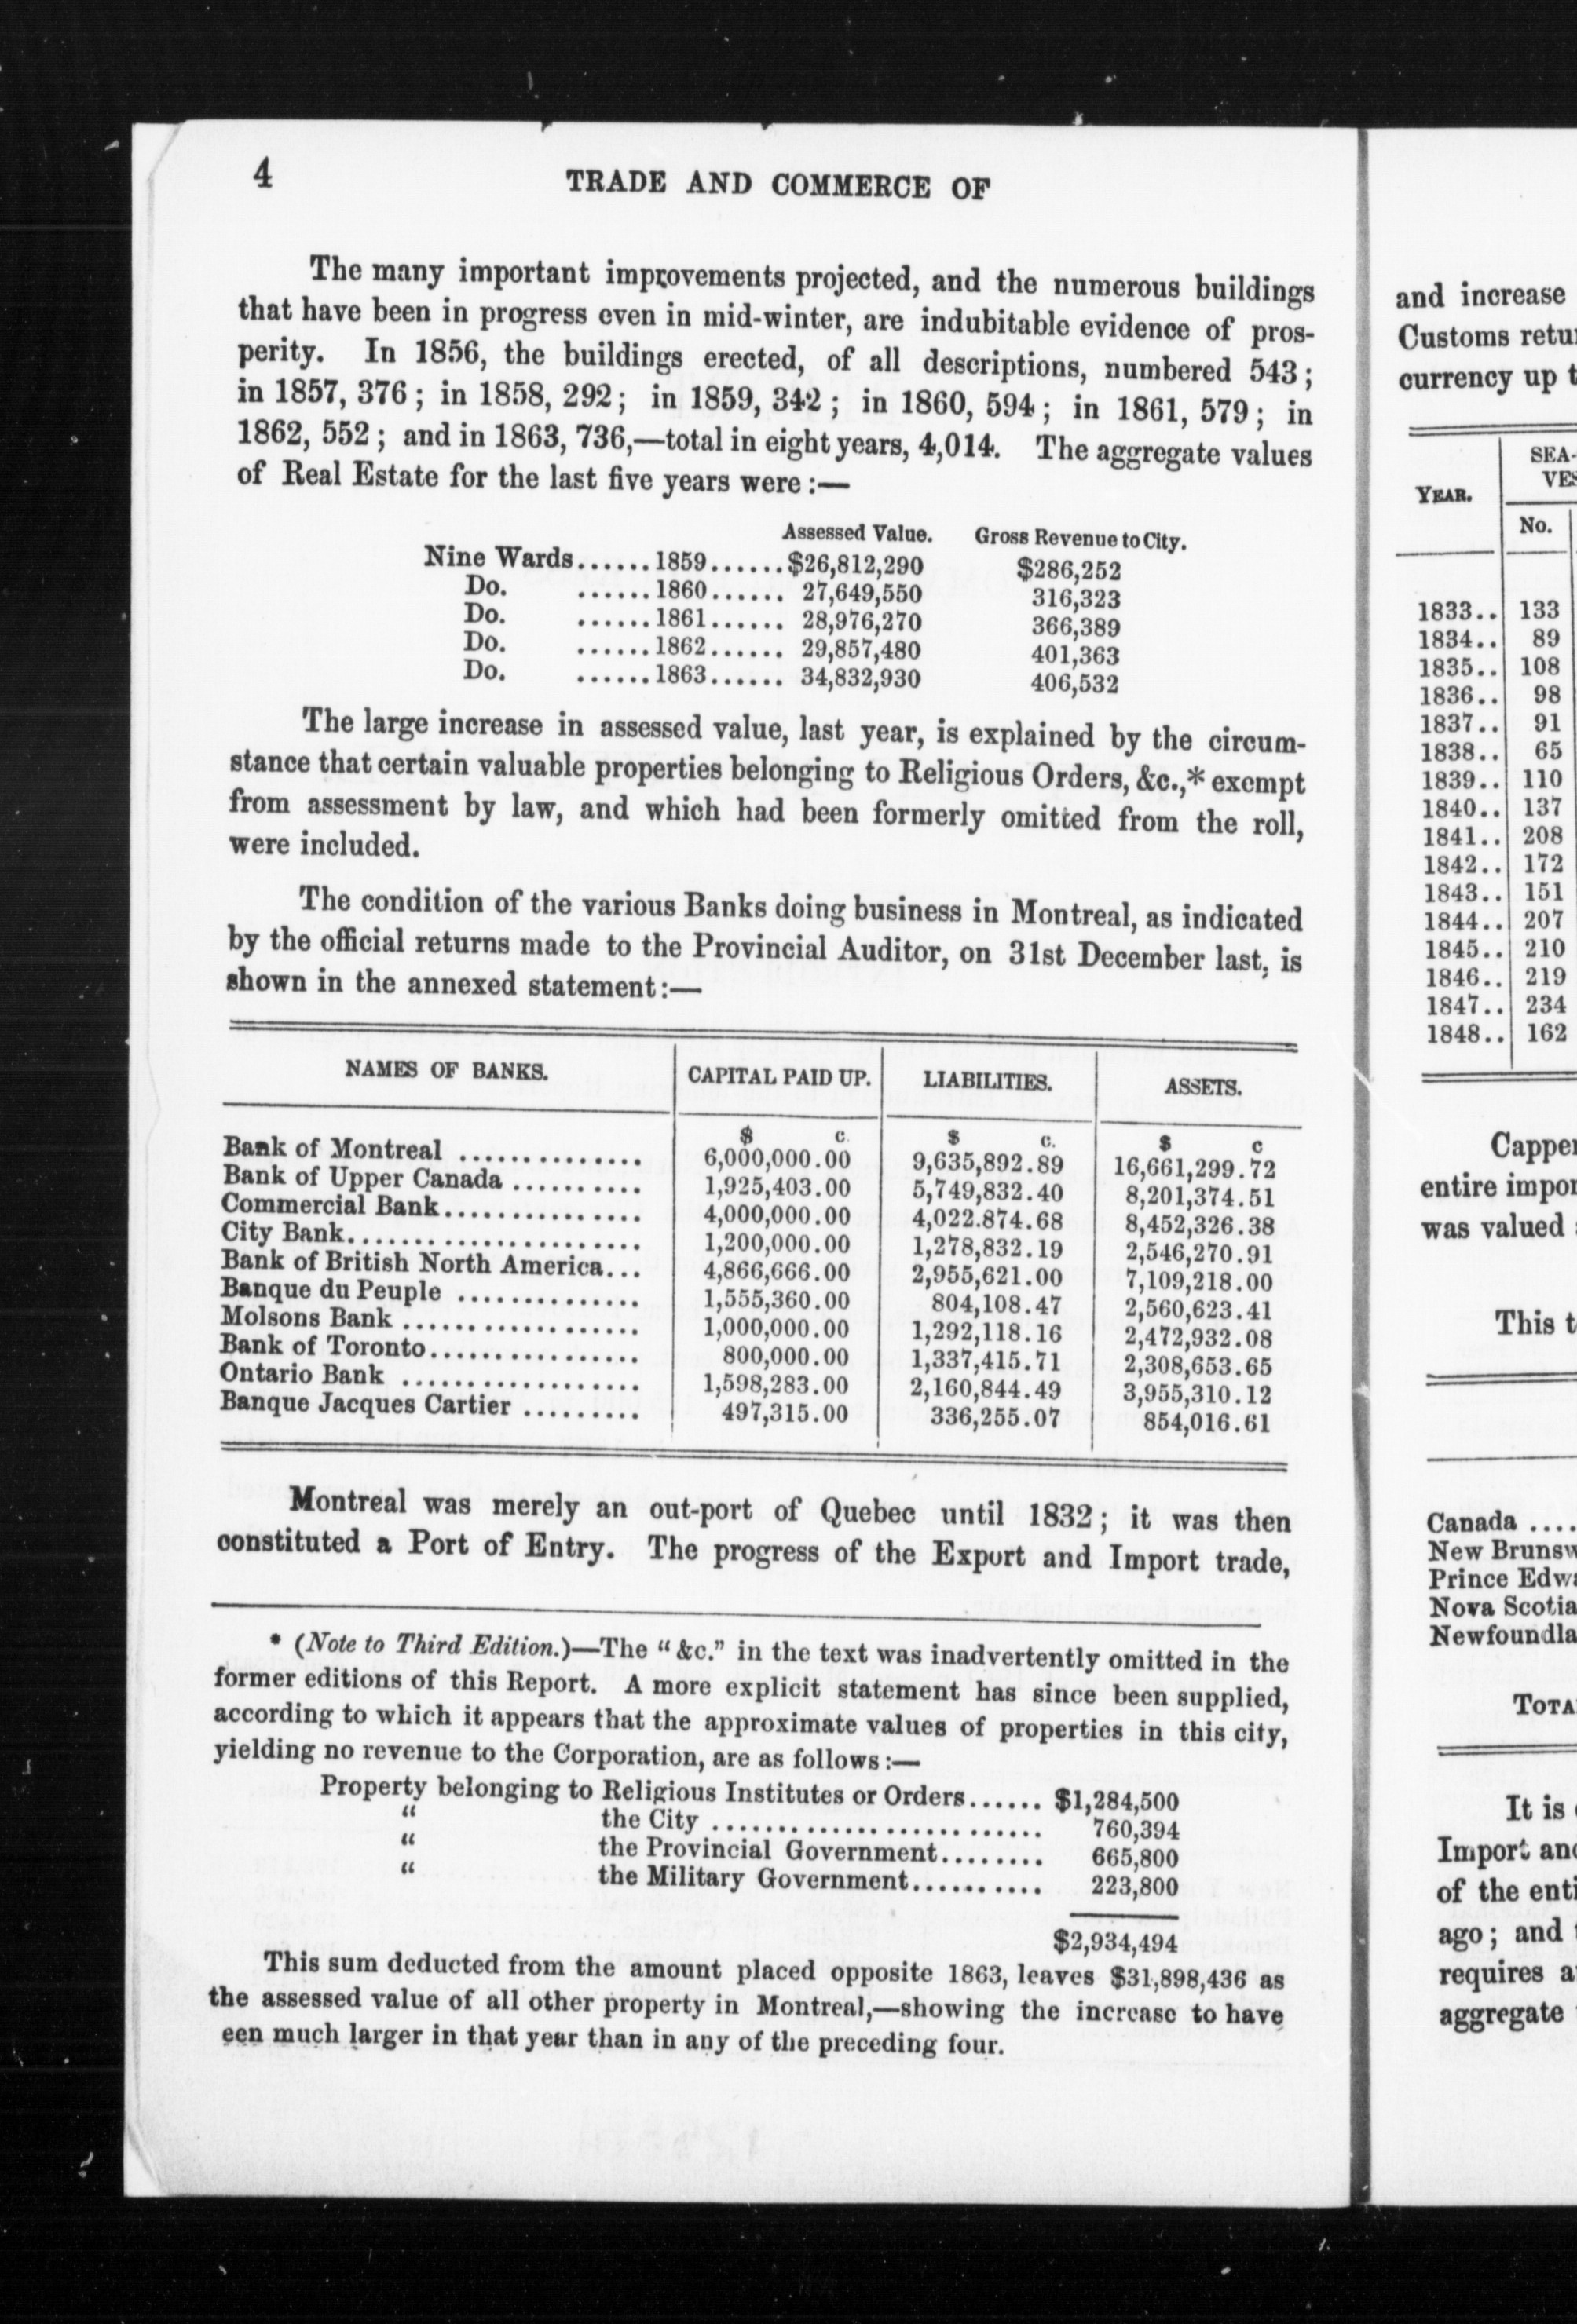 4
TRADE AND COMMERCE OF
The many important improvements projected, and the numerous buildings
that have been in progress even in mid-winter, are indubitable evidence of pros-
perity. In 1856, the buildings erected, of all descriptions, numbered 543;
in 1857, 376; in 1858, 292; in 1859, 342; in 1860, 594; in 1861, 579; in
1862, 552; and in 1863, 736,—total in eight years, 4,014. The aggregate values
of Real Estate for the last five years were:—
Assessed Value. Gross Revenue to City.
Nine Wards......1859......$26,812,290 $286,252
Do. ......1860...... 27,649,550 316,323
Do. ......1861...... 28,976,270 366,389
Do. ......1862...... 29,857,480 401,363
Do. ......1863...... 34,832,930 406,532
The large increase in assessed value, last year, is explained by the circum-
stance that certain valuable properties belonging to Religious Orders, &c.,* exempt
from assessment by law, and which had been formerly omitted from the roll,
were included.
The condition of the various Banks doing business in Montreal, as indicated
by the official returns made to the Provincial Auditor, on 31st December last, is
shown in the annexed statement:—
NAMES OF BANKS. CAPITAL PAID UP. LIABILITIES. ASSETS.
$ c. $ c. $ c
Bank of Montreal .............. 6,000,000.00 9,635,892.89 16,661,299.72
Bank of Upper Canada .......... 1,925,403.00 5,749,832.40 8,201,374.51
Commercial Bank............... 4,000,000.00 4,022.874.68 8,452,326.38
City Bank...................... 1,200,000.00 1,278,832.19 2,546,270.91
Bank of British North America... 4,866,666.00 2,955,621.00 7,109,218.00
Banque du Peuple .............. 1,555,360.00 804,108.47 2,560,623.41
Molsons Bank .................. 1,000,000.00 1,292,118.16 2,472,932.08
Bank of Toronto................ 800,000.00 1,337,415.71 2,308,653.65
Ontario Bank .................. 1,598,283.00 2,160,844.49 3,955,310.12
Banque Jacques Cartier ......... 497,315.00 336,255.07 854,016.61
Montreal was merely an out-port of Quebec until 1832; it was then
constituted a Port of Entry. The progress of the Export and Import trade,
* (Note to Third Edition.)—The "&c." in the text was inadvertently omitted in the
former editions of this Report. A more explicit statement has since been supplied,
according to which it appears that the approximate values of properties in this city,
yielding no revenue to the Corporation, are as follows:—
Property belonging to Religious Institutes or Orders...... $1,284,500
" the City ......................... 760,394
" the Provincial Government........ 665,800
" the Military Government.......... 223,800
$2,934,494
This sum deducted from the amount placed opposite 1863, leaves $31,898,436 as
the assessed value of all other property in Montreal,—showing the increase to have
een much larger in that year than in any of the preceding four.
and increase
Customs retu
currency up t
YEAR. SEA-
VES
No.
1833.. 133
1834.. 89
1835.. 108
1836.. 98
1837.. 91
1838.. 65
1839.. 110
1840.. 137
1841.. 208
1842.. 172
1843.. 151
1844.. 207
1845.. 210
1846.. 219
1847.. 234
1848.. 162
Capper
entire impor
was valued
This t
Canada ....
New Brunsw
Prince Edwa
Nova Scotia
Newfoundla
TOTA
It is
Import and
of the enti
ago; and
requires a
aggregate